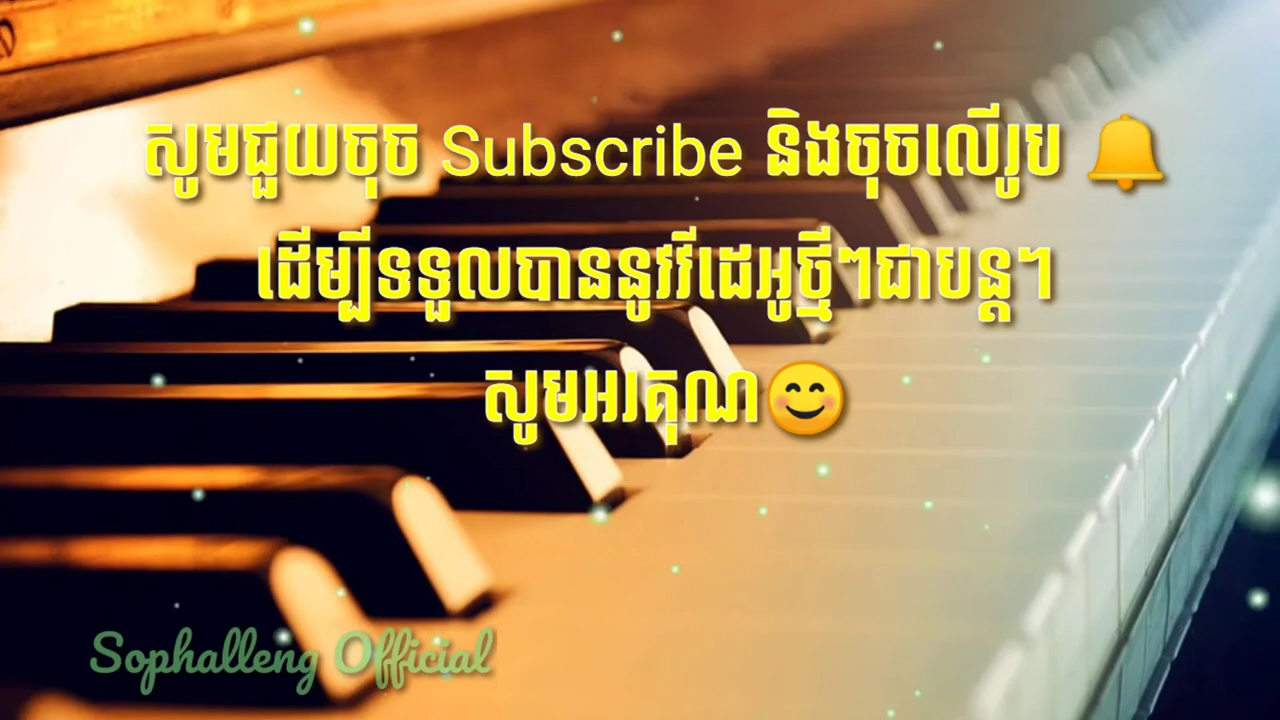 សូមជួយចុច Subscribe និងចុចលើរូប 🔔
ដើម្បីទទួលបាននូវវីដេអូថ្មីៗជាបន្តៗ
សូមអរគុណ😊
Sophalleng Official